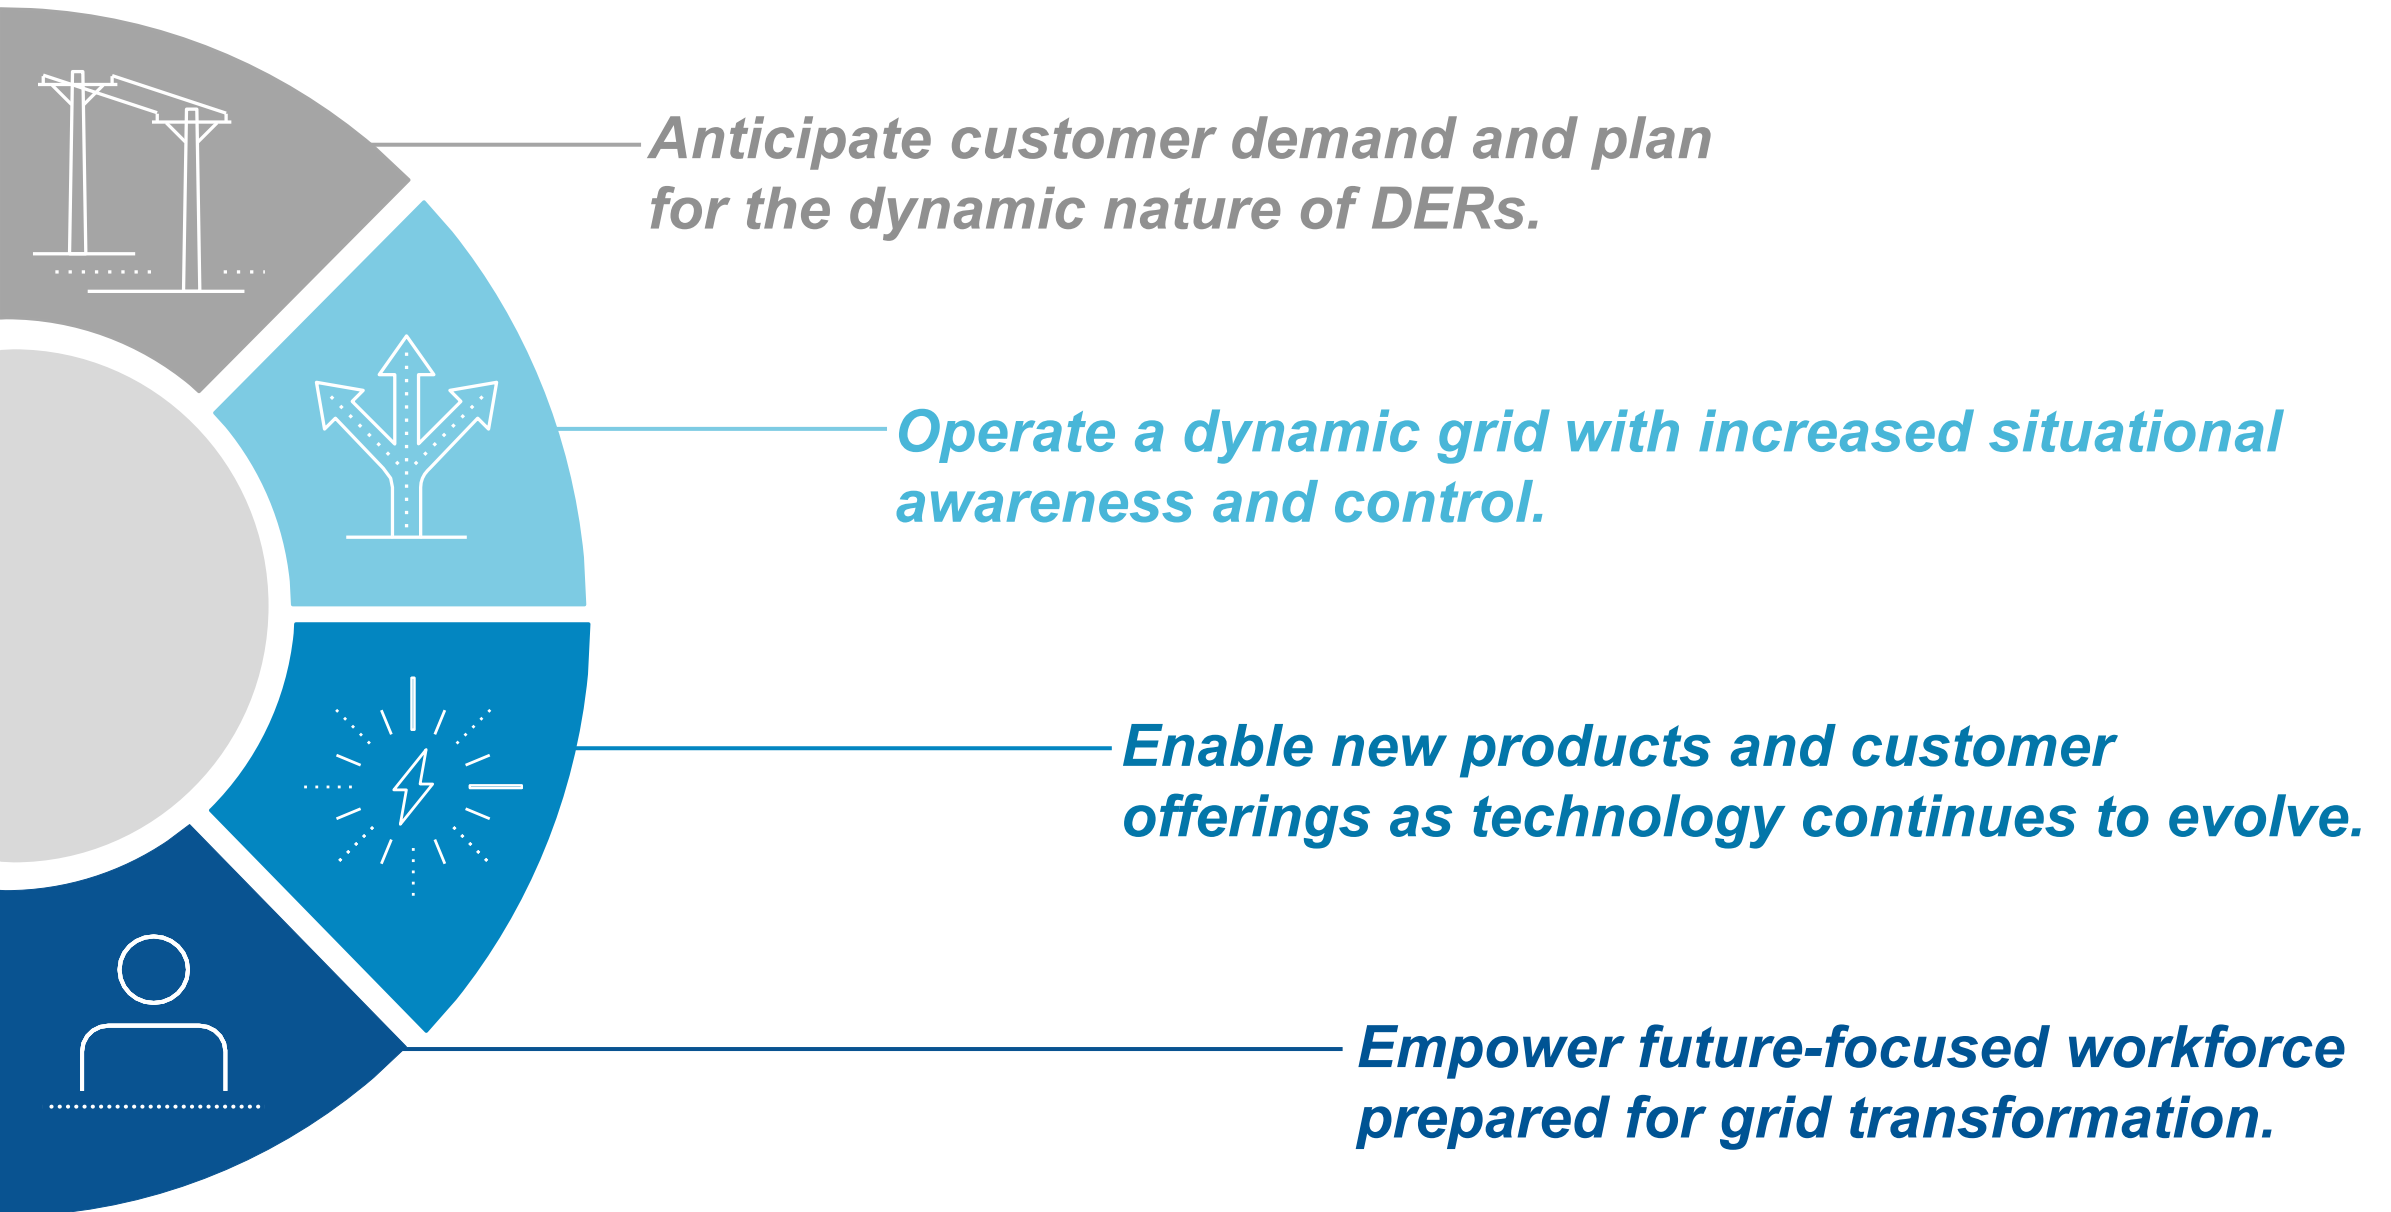 Anticipate customer demand and plan
for the dynamic nature of DERs.
Operate a dynamic grid with increased situational
awareness and control.
Enable new products and customer
offerings as technology continues to evolve.
Empower future-focused workforce
prepared for grid transformation.